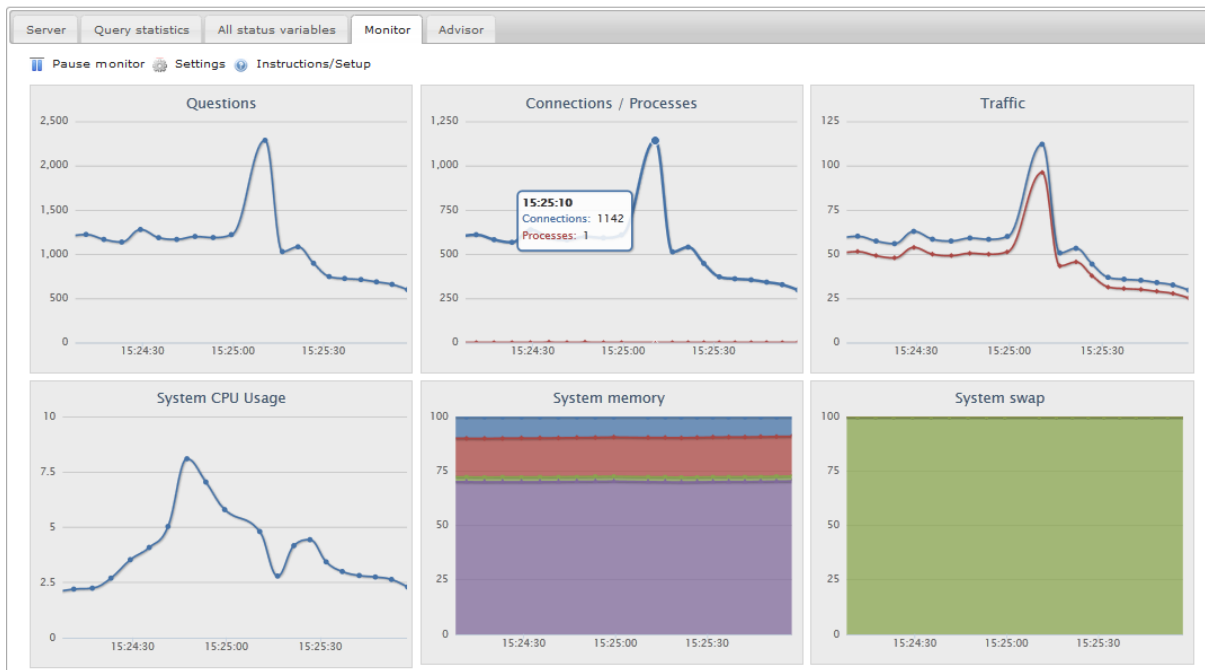 Server Query statistics All status variables Monitor Advisor
Pause monitor Settings Instructions/Setup
Questions
2,500
2,000
1,500
1,000
500
0
15:24:30 15:25:00 15:25:30
Connections / Processes
1,250
1,000
750
500
250
0
15:25:10
Connections: 1142
Processes: 1
15:24:30 15:25:00 15:25:30
Traffic
125
100
75
50
25
0
15:24:30 15:25:00 15:25:30
System CPU Usage
10
7.5
5
2.5
0
15:24:30 15:25:00 15:25:30
System memory
100
75
50
25
0
15:24:30 15:25:00 15:25:30
System swap
100
75
50
25
0
15:24:30 15:25:00 15:25:30